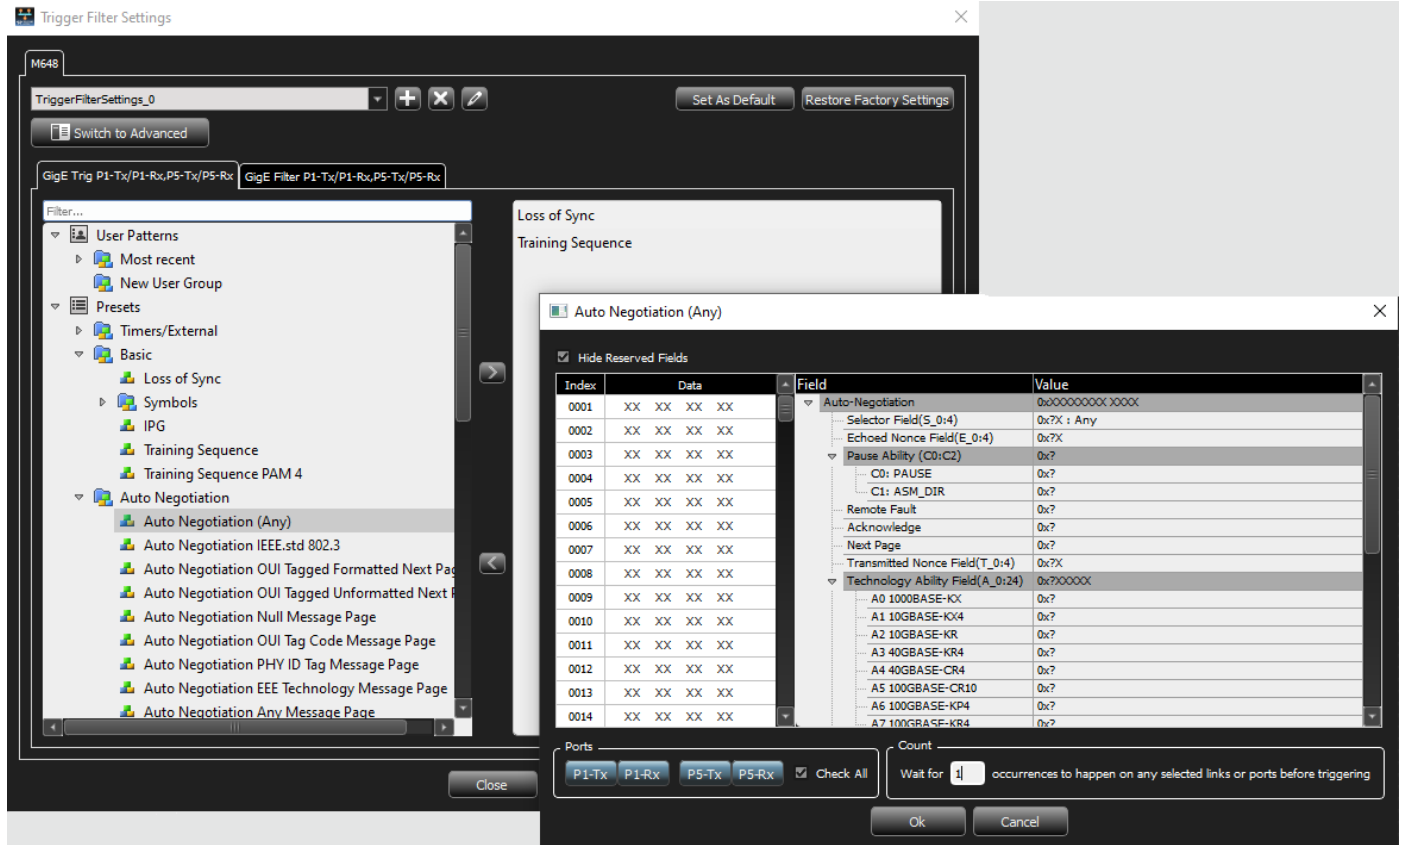 Trigger Filter Settings
M648
TriggerFilterSettings_0
Set As Default
Restore Factory Settings
Switch to Advanced
GigE Trig P1-Tx/P1-Rx,P5-Tx/P5-Rx
GigE Filter P1-Tx/P1-Rx,P5-Tx/P5-Rx
Filter...
User Patterns
Most recent
New User Group
Presets
Timers/External
Basic
Loss of Sync
Symbols
IPG
Training Sequence
Training Sequence PAM 4
Auto Negotiation
Auto Negotiation (Any)
Auto Negotiation IEEE.std 802.3
Auto Negotiation OUI Tagged Formatted Next Pag
Auto Negotiation OUI Tagged Unformatted Next
Auto Negotiation Null Message Page
Auto Negotiation OUI Tag Code Message Page
Auto Negotiation PHY ID Tag Message Page
Auto Negotiation EEE Technology Message Page
Auto Negotiation Any Message Page
Loss of Sync
Training Sequence
Close
Auto Negotiation (Any)
Hide Reserved Fields
Index Data
0001 XX XX XX XX
0002 XX XX XX XX
0003 XX XX XX XX
0004 XX XX XX XX
0005 XX XX XX XX
0006 XX XX XX XX
0007 XX XX XX XX
0008 XX XX XX XX
0009 XX XX XX XX
0010 XX XX XX XX
0011 XX XX XX XX
0012 XX XX XX XX
0013 XX XX XX XX
0014 XX XX XX XX
Field Value
Auto-Negotiation 0xXXXXXXXX XXXX
Selector Field(S_0:4) 0x?X : Any
Echoed Nonce Field(E_0:4) 0x?X
Pause Ability (C0:C2) 0x?
C0: PAUSE 0x?
C1: ASM_DIR 0x?
Remote Fault 0x?
Acknowledge 0x?
Next Page 0x?
Transmitted Nonce Field(T_0:4) 0x?X
Technology Ability Field(A_0:24) 0x?XXXXX
A0 1000BASE-KX 0x?
A1 10GBASE-KX4 0x?
A2 10GBASE-KR 0x?
A3 40GBASE-KR4 0x?
A4 40GBASE-CR4 0x?
A5 100GBASE-CR10 0x?
A6 100GBASE-KP4 0x?
A7 100GBASE-KR4 0x?
Ports
P1-Tx P1-Rx P5-Tx P5-Rx Check All
Count
Wait for 1 occurrences to happen on any selected links or ports before triggering
Ok
Cancel